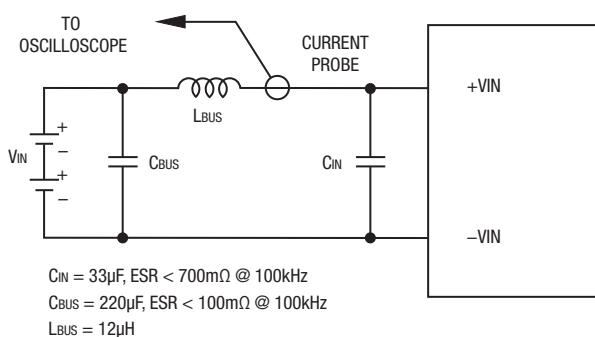 TO
OSCILLOSCOPE
CURRENT
PROBE
+VIN
LBUS
+
VIN
−
+
−
CBUS
CIN
−VIN
CIN = 33µF, ESR < 700mΩ @ 100kHz
CBUS = 220µF, ESR < 100mΩ @ 100kHz
LBUS = 12µH